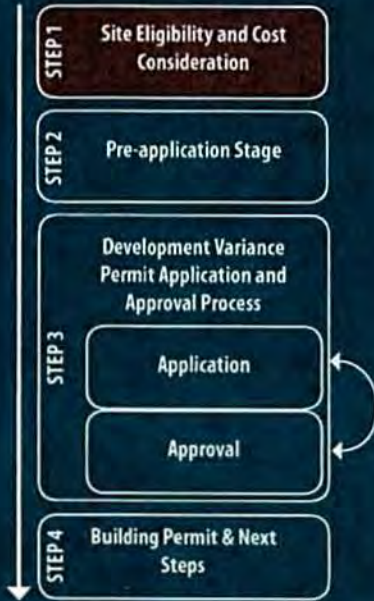 STEP 1
Site Eligibility and Cost
Consideration
STEP 2
Pre-application Stage
STEP 3
Development Variance
Permit Application and
Approval Process
Application
Approval
STEP 4
Building Permit & Next
Steps